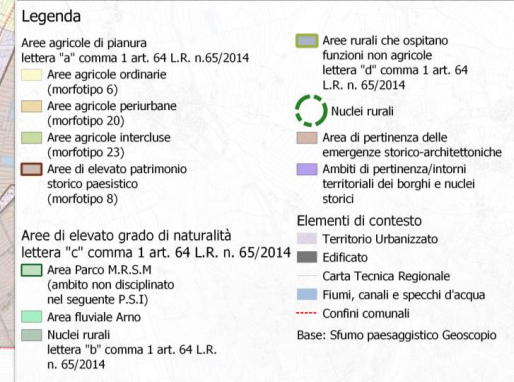 Legenda
Aree agricole di pianura
lettera "a" comma 1 art. 64 L.R. n.65/2014
Aree agricole ordinarie
(morfotipo 6)
Aree agricole periurbane
(morfotipo 20)
Aree agricole intercluse
(morfotipo 23)
Aree di elevato patrimonio
storico paesistico
(morfotipo 8)
Aree di elevato grado di naturalità
lettera "c" comma 1 art. 64 L.R. n. 65/2014
Area Parco M.R.S.M
(ambito non disciplinato
nel seguente P.S.I)
Area fluviale Arno
Nuclei rurali
lettera "b" comma 1 art. 64 L.R.
n. 65/2014
Aree rurali che ospitano
funzioni non agricole
lettera "d" comma 1 art. 64
L.R. n. 65/2014
Nuclei rurali
Area di pertinenza delle
emergenze storico-architettoniche
Ambiti di pertinenza/intorni
territoriali dei borghi e nuclei
storici
Elementi di contesto
Territorio Urbanizzato
Edificato
Carta Tecnica Regionale
Fiumi, canali e specchi d'acqua
Confini comunali
Base: Sfumo paesaggistico Geoscopio